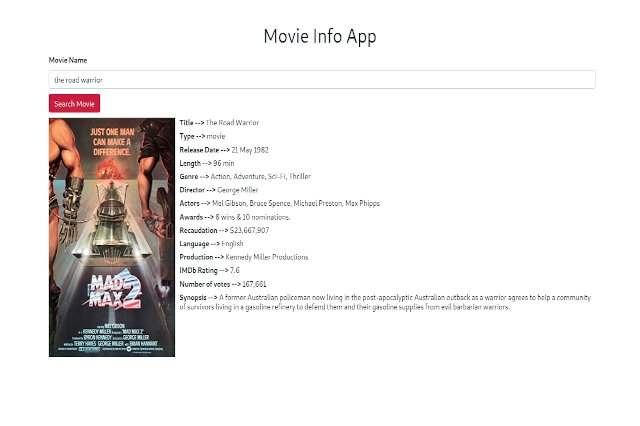 Movie Info App
Movie Name
the road warrior
Search Movie
JUST ONE MAN
CAN MAKE A
DIFFERENCE.
MAD
MAX 2
MEL GIBSON
Title --> The Road Warrior
Type --> movie
Release Date --> 21 May 1982
Length --> 96 min
Genre --> Action, Adventure, Sci-Fi, Thriller
Director --> George Miller
Actors --> Mel Gibson, Bruce Spence, Michael Preston, Max Phipps
Awards --> 8 wins & 10 nominations.
Recaudation --> $23,667,907
Language --> English
Production --> Kennedy Miller Productions
IMDb Rating --> 7.6
Number of votes --> 167,661
Synopsis --> A former Australian policeman now living in the post-apocalyptic Australian outback as a warrior agrees to help a community
of survivors living in a gasoline refinery to defend them and their gasoline supplies from evil barbarian warriors.